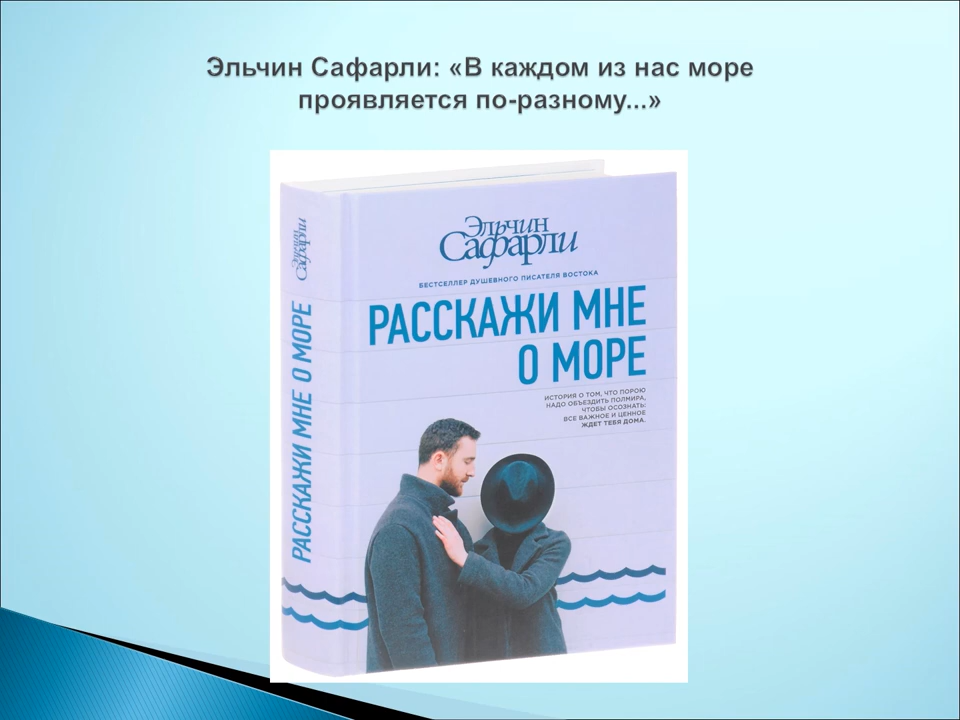 Эльчин Сафарли: «В каждом из нас море
проявляется по-разному...»
Эльчин
Сафарли
БЕСТСЕЛЛЕР ДУШЕВНОГО ПИСАТЕЛЯ ВОСТОКА
РАССКАЖИ МНЕ
О МОРЕ
ИСТОРИЯ О ТОМ, ЧТО ПОРОЮ
НАДО ОБЪЕЗДИТЬ ПОЛМИРА,
ЧТОБЫ ОСОЗНАТЬ:
ВСЕ ВАЖНОЕ И ЦЕННОЕ
ЖДЕТ ТЕБЯ ДОМА.
Эльчин
Сафарли
РАССКАЖИ МНЕ О МОРЕ